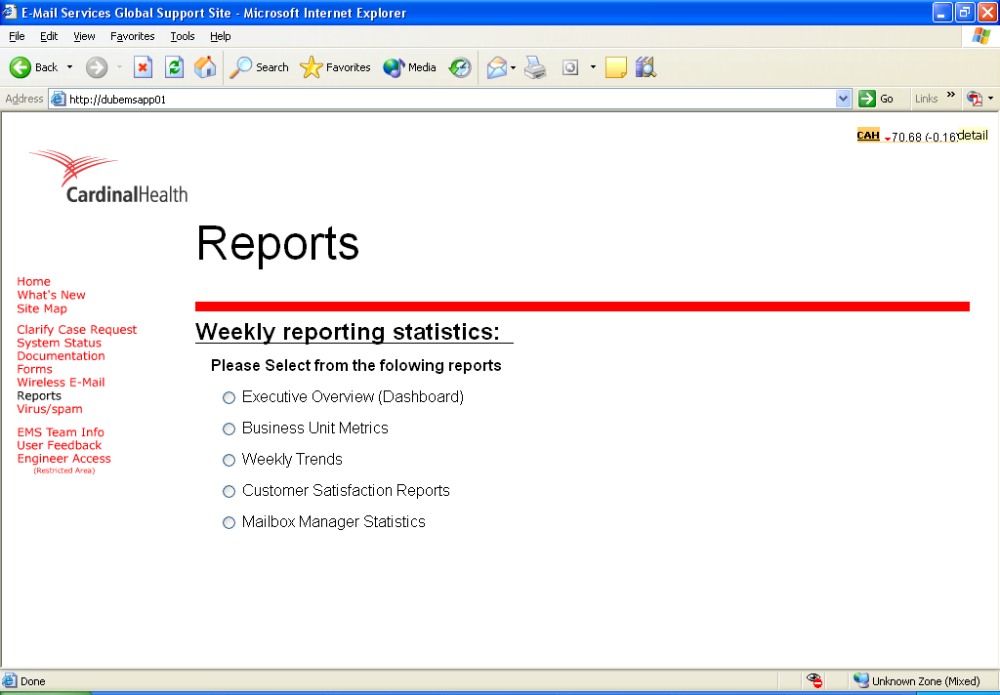 E-Mail Services Global Support Site - Microsoft Internet Explorer
File Edit View Favorites Tools Help
Back Search Favorites Media
Address http://dubemsapp01 Go Links »
CAH 70.68 (-0.16) detail
CardinalHealth
Reports
Home
What's New
Site Map
Clarify Case Request
System Status
Documentation
Forms
Wireless E-Mail
Reports
Virus/spam
EMS Team Info
User Feedback
Engineer Access
(Restricted Area)
Weekly reporting statistics:
Please Select from the folowing reports
Executive Overview (Dashboard)
Business Unit Metrics
Weekly Trends
Customer Satisfaction Reports
Mailbox Manager Statistics
Done Unknown Zone (Mixed)